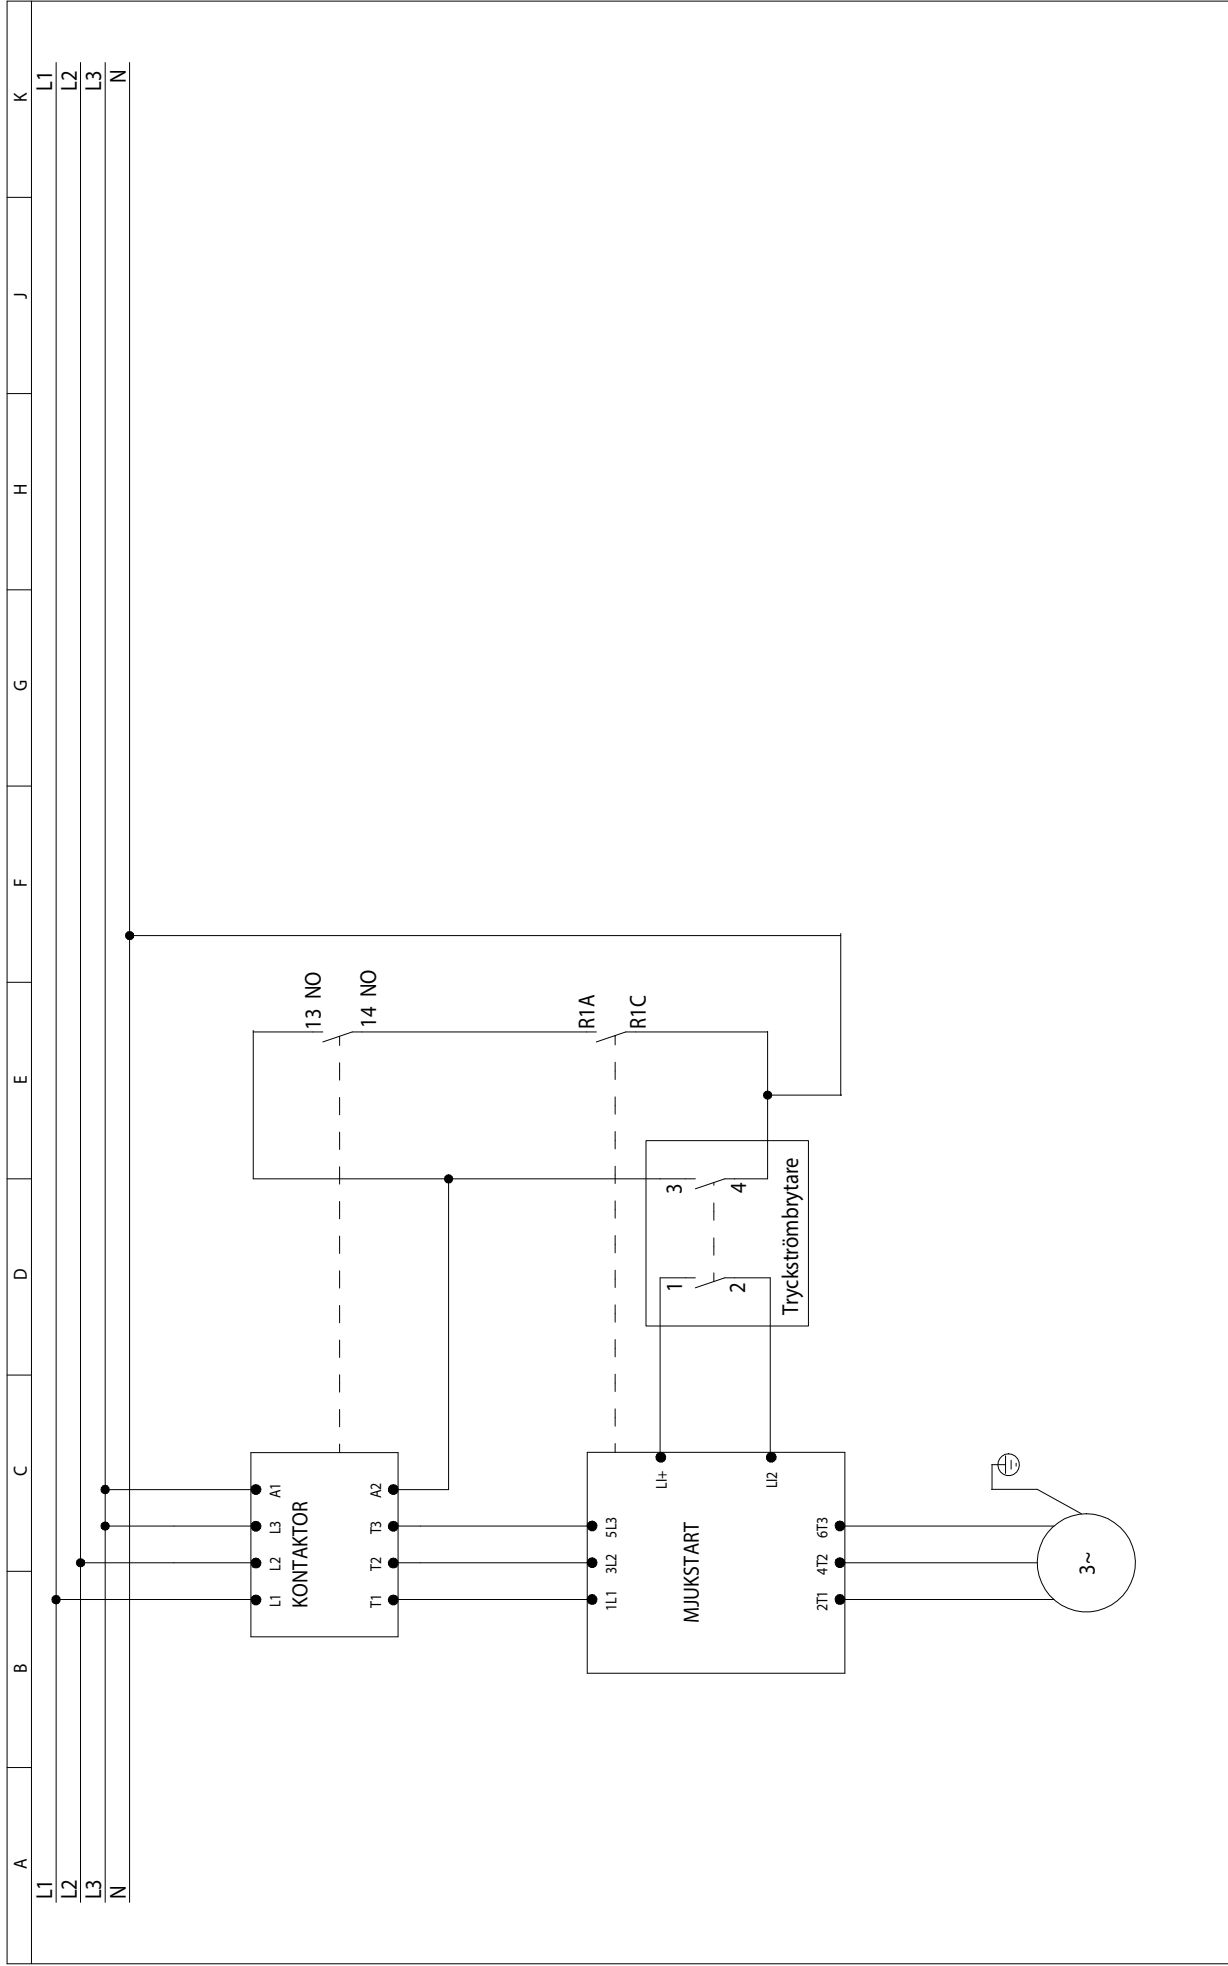 A B C D E F G H J K
L1 L1
L2 L2
L3 L3
N N
L1 L2 L3 A1
KONTAKTOR
T1 T2 T3 A2
13 NO
14 NO
R1A
R1C
1L1 3L2 5L3
MJUKSTART
LI+
LI2
2T1 4T2 6T3
1 3
2 4
Tryckströmbrytare
3~